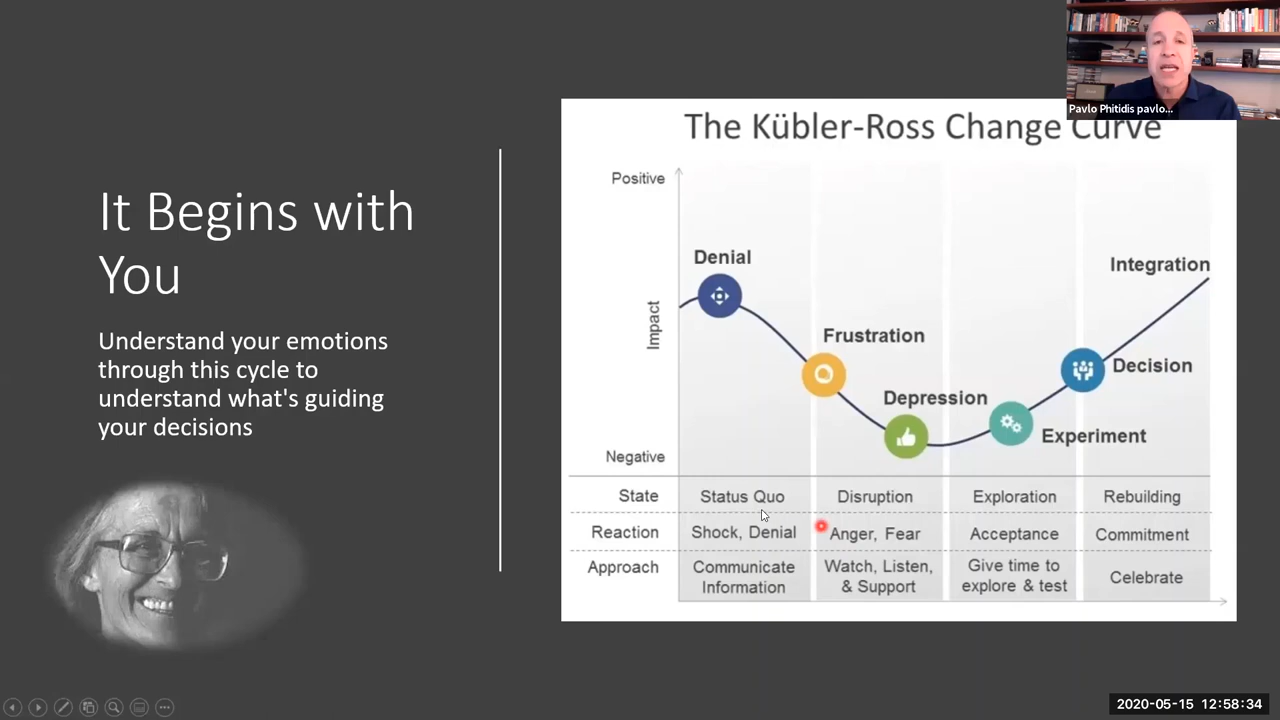 It Begins with
You
Understand your emotions
through this cycle to
understand what's guiding
your decisions
Pavlo Phitidis pavlo...
The Kübler-Ross Change Curve
Positive
Impact
Negative
Denial
Frustration
Depression
Experiment
Decision
Integration
State Status Quo Disruption Exploration Rebuilding
Reaction Shock, Denial Anger, Fear Acceptance Commitment
Approach Communicate Information Watch, Listen, & Support Give time to explore & test Celebrate
2020-05-15 12:58:34